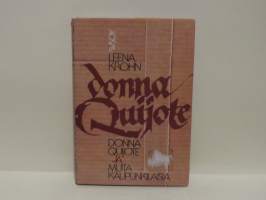 LEENA
KROHN
donna
Quijote
DONNA
QUIJOTE
JA
MUITA
KAUPUNKILAISIA